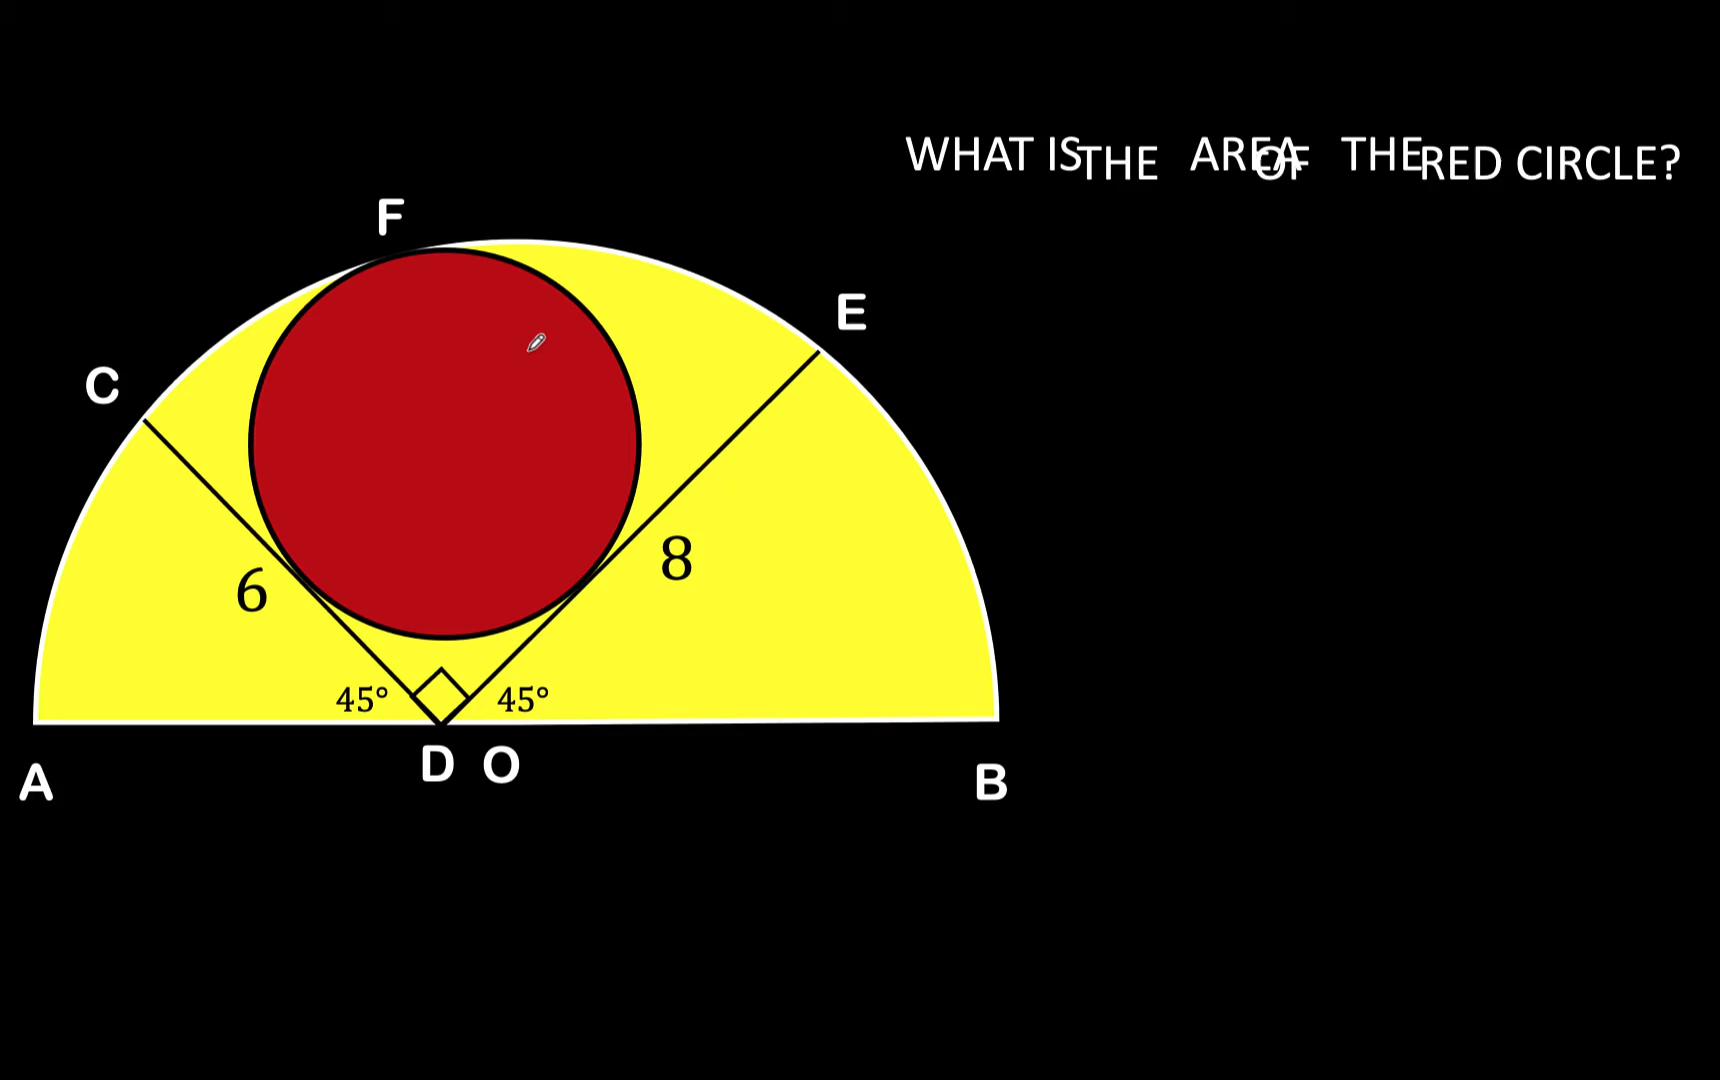 WHAT IS THE AREA OF THE RED CIRCLE?
F
E
C
6
8
45° 45°
D O
A B